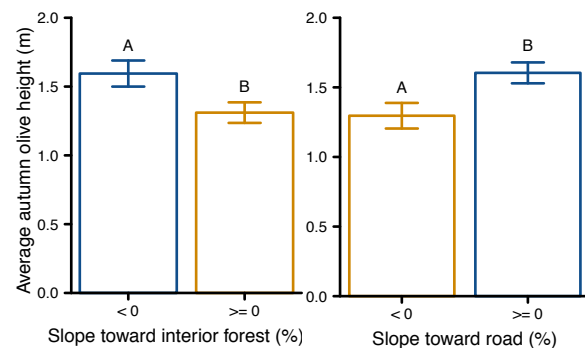 Average autumn olive height (m)
2.0
1.5
1.0
0.5
0.0
A
B
< 0
>= 0
Slope toward interior forest (%)
2.0
1.5
1.0
0.5
0.0
A
B
< 0
>= 0
Slope toward road (%)